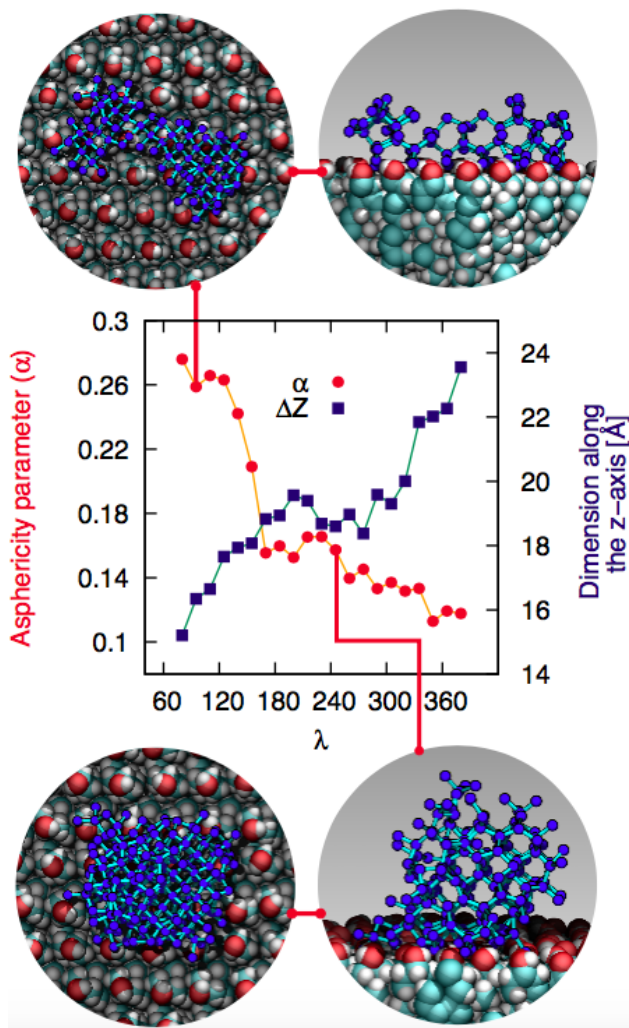 Asphericity parameter (α)
0.3
0.26
0.22
0.18
0.14
0.1
α
ΔZ
24
22
20
18
16
14
Dimension along
the z−axis [Å]
60 120 180 240 300 360
λ